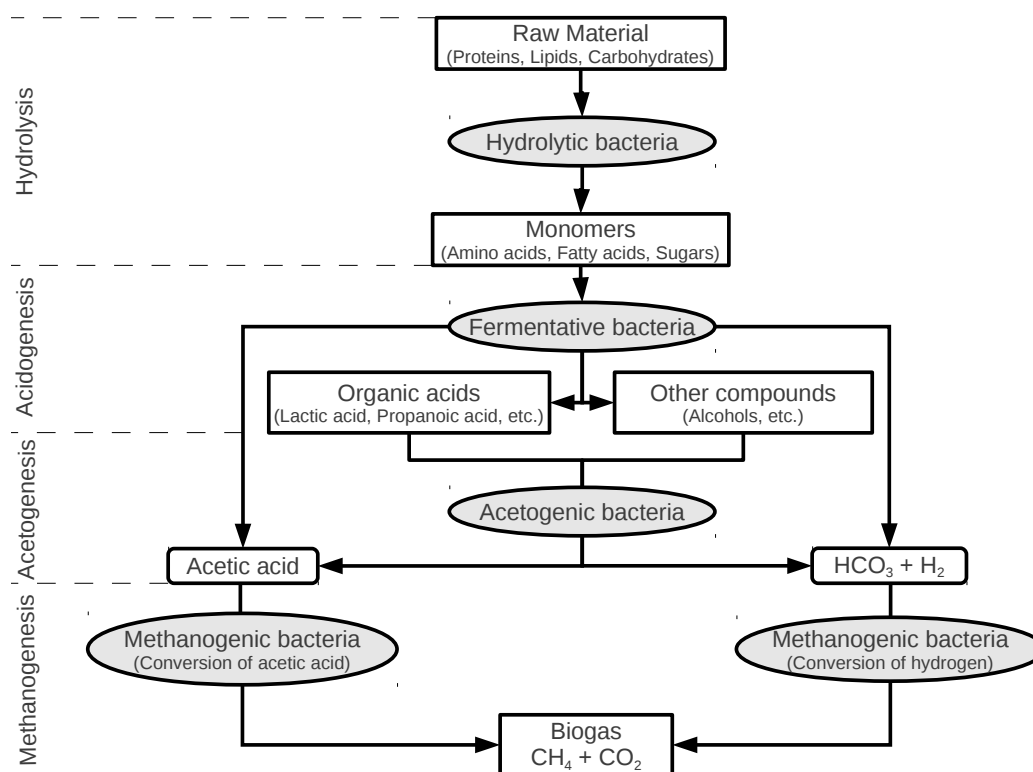 Raw Material
(Proteins, Lipids, Carbohydrates)
Hydrolysis
Hydrolytic bacteria
Monomers
(Amino acids, Fatty acids, Sugars)
Acidogenesis
Fermentative bacteria
Organic acids
(Lactic acid, Propanoic acid, etc.)
Other compounds
(Alcohols, etc.)
Acetogenesis
Acetogenic bacteria
Acetic acid
HCO₃ + H₂
Methanogenesis
Methanogenic bacteria
(Conversion of acetic acid)
Methanogenic bacteria
(Conversion of hydrogen)
Biogas
CH₄ + CO₂